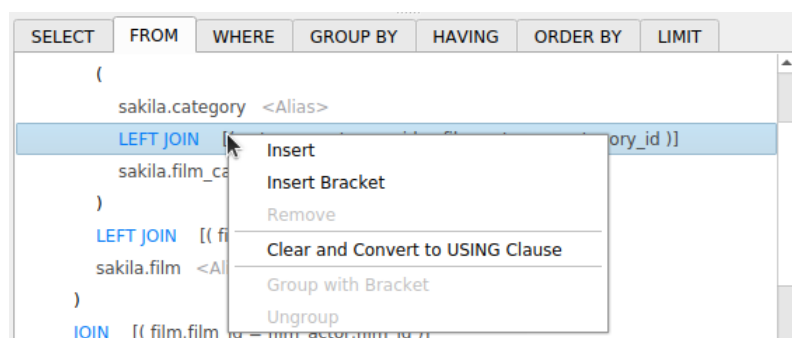 SELECT FROM WHERE GROUP BY HAVING ORDER BY LIMIT
(
sakila.category <Alias>
LEFT JOIN ory_id )]
sakila.film_ca
)
LEFT JOIN [( fi
sakila.film <Al
)
JOIN [( film.film_id = film_actor.film_id )]
Insert
Insert Bracket
Remove
Clear and Convert to USING Clause
Group with Bracket
Ungroup